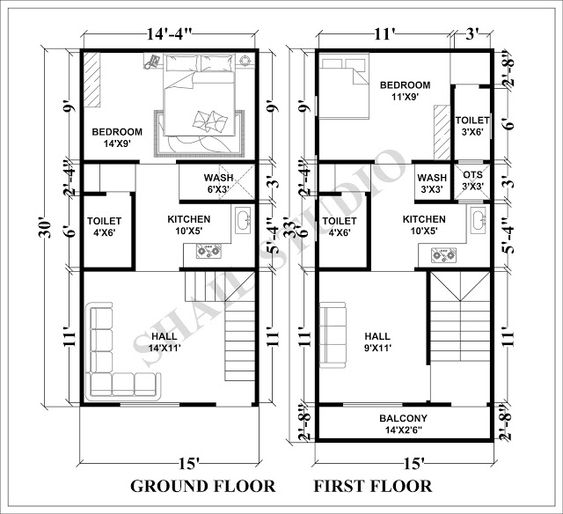 14'-4"
11'
3'
9'
BEDROOM
14'X9'
9'
9'
BEDROOM
11'X9'
2'-8"
TOILET
3'X6'
6'
2'-4"
WASH
6'X3'
3'
2'-4"
WASH
3'X3'
OTS
3'X3'
3'
30'
6'
TOILET
4'X6'
KITCHEN
10'X5'
5'-4"
33'
6'
TOILET
4'X6'
KITCHEN
10'X5'
5'-4"
SHAIL STUDIO
11'
HALL
14'X11'
11'
11'
HALL
9'X11'
11'
2'-8"
BALCONY
14'X2'6"
2'-8"
15'
15'
GROUND FLOOR
FIRST FLOOR